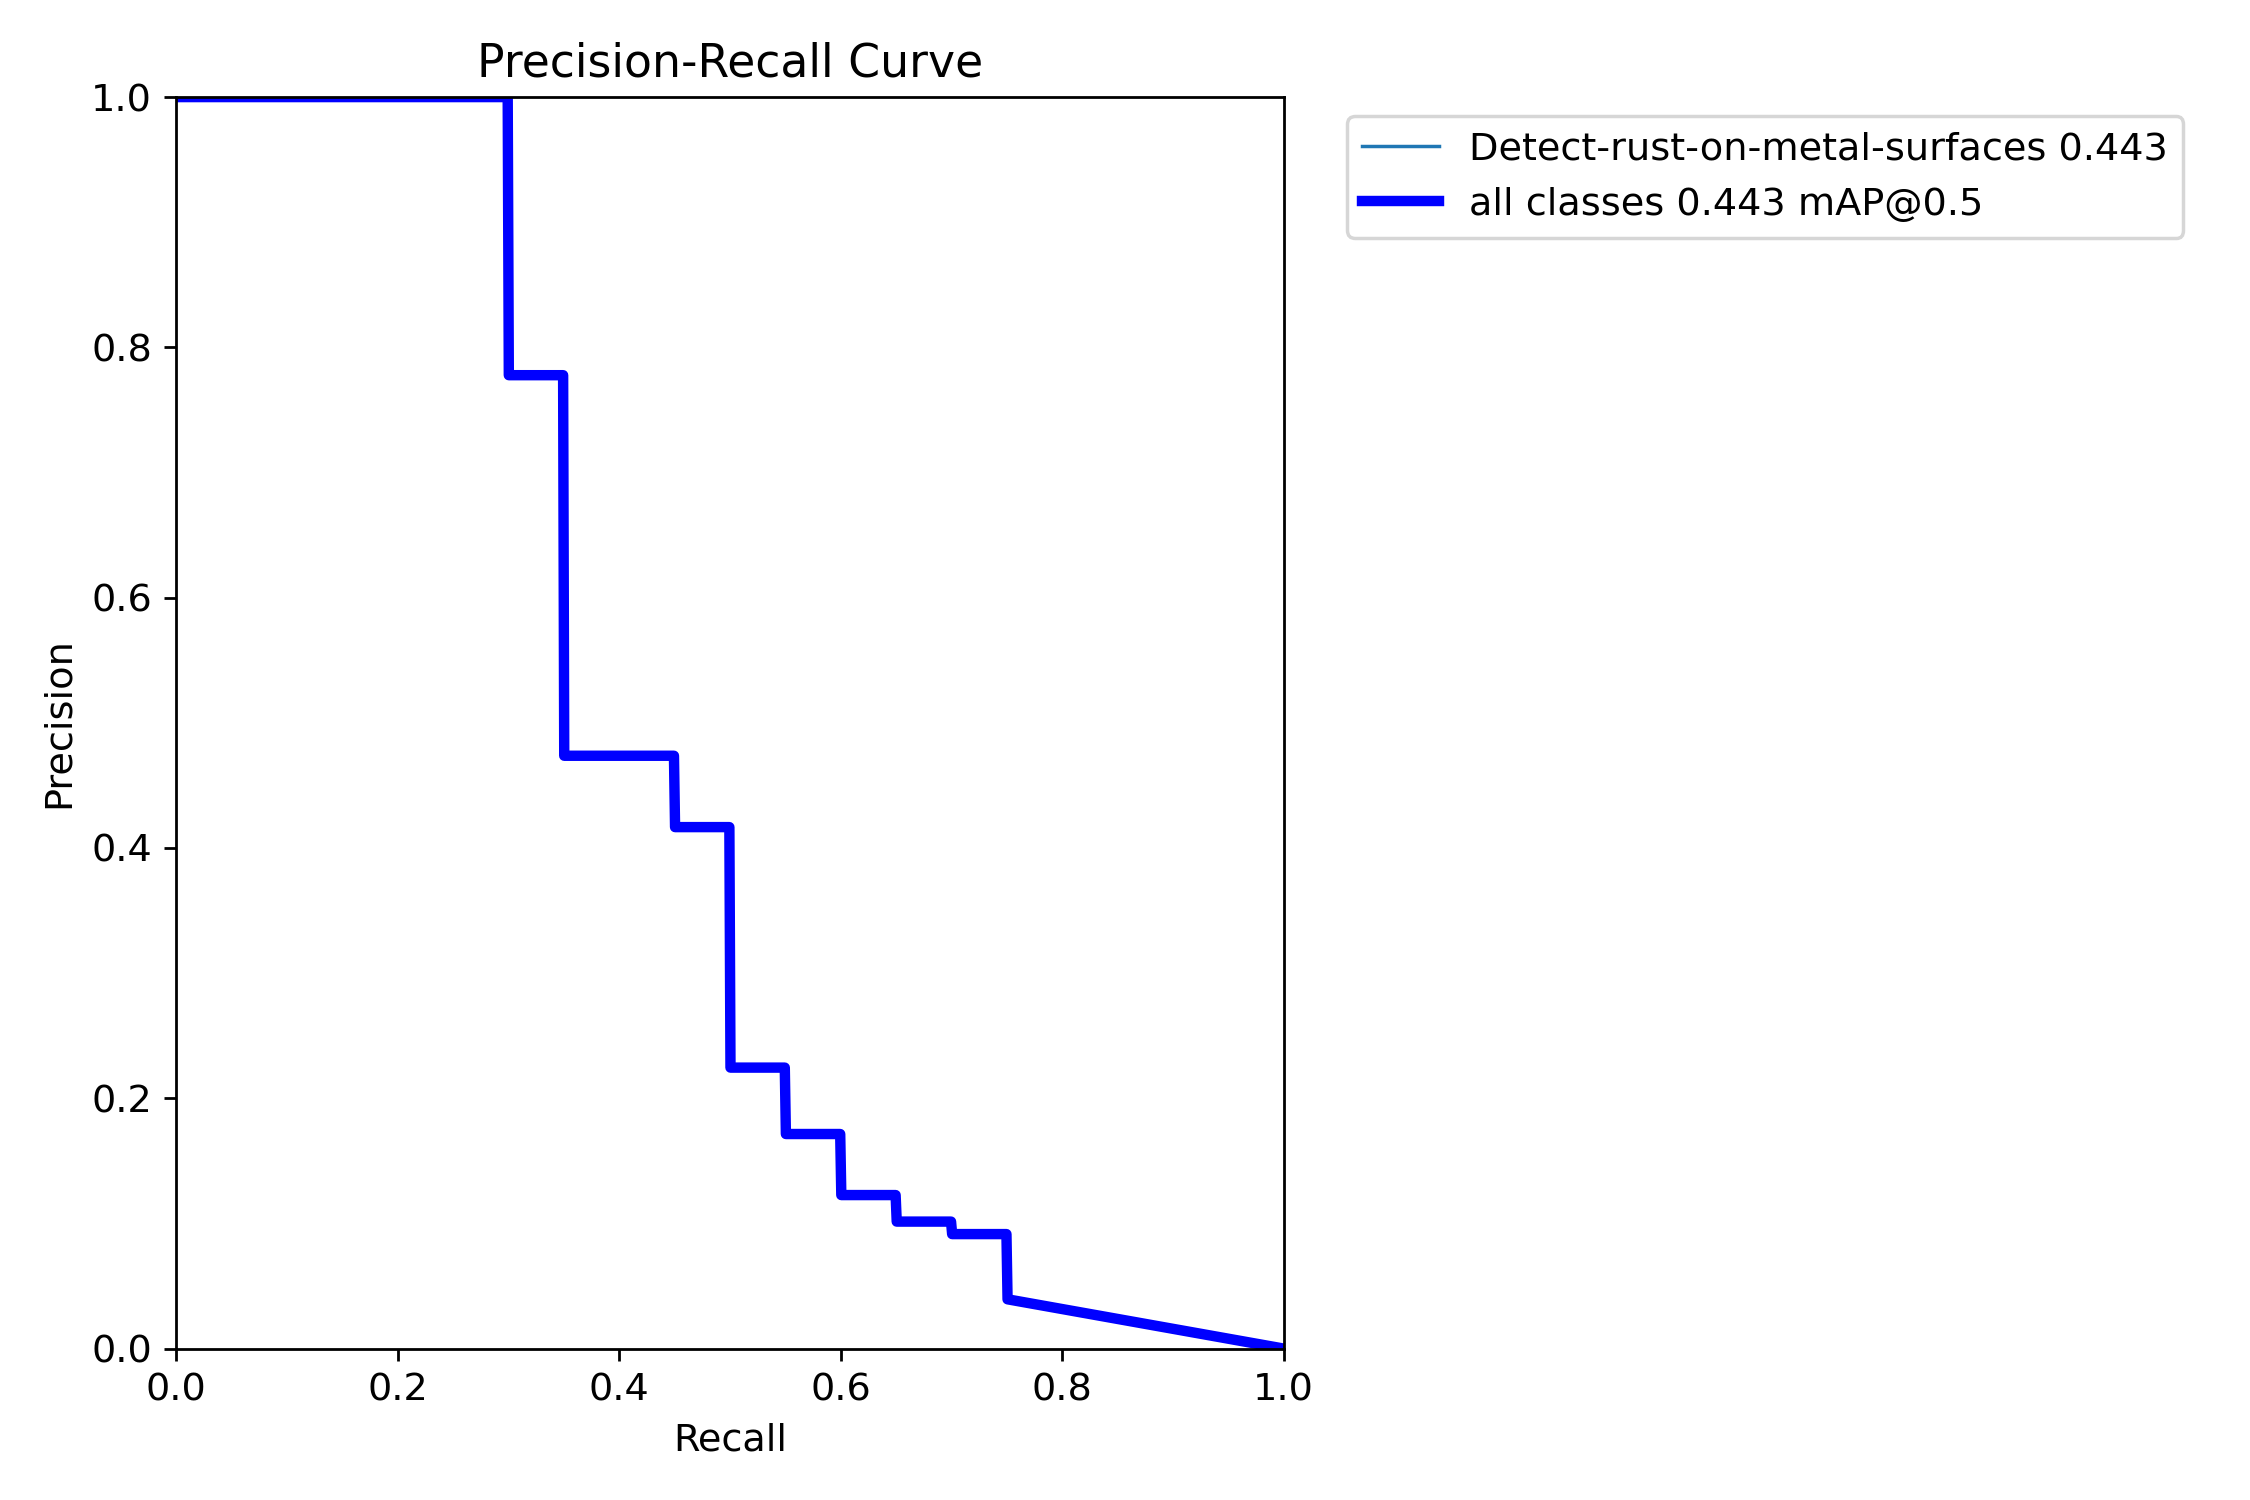 Precision-Recall Curve
1.0
0.8
0.6
0.4
0.2
0.0
Precision
0.0 0.2 0.4 0.6 0.8 1.0
Recall
Detect-rust-on-metal-surfaces 0.443
all classes 0.443 mAP@0.5